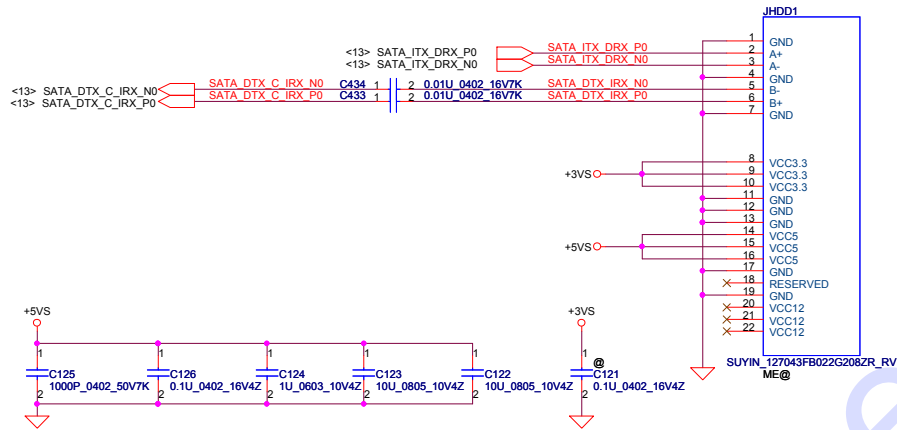 JHDD1
1 GND
<13> SATA_ITX_DRX_P0 SATA_ITX_DRX_P0 2 A+
<13> SATA_ITX_DRX_N0 SATA_ITX_DRX_N0 3 A-
4 GND
<13> SATA_DTX_C_IRX_N0 SATA_DTX_C_IRX_N0 C434 1 2 0.01U_0402_16V7K SATA_DTX_IRX_N0 5 B-
<13> SATA_DTX_C_IRX_P0 SATA_DTX_C_IRX_P0 C433 1 2 0.01U_0402_16V7K SATA_DTX_IRX_P0 6 B+
7 GND
8 VCC3.3
+3VS 9 VCC3.3
10 VCC3.3
11 GND
12 GND
13 GND
14 VCC5
+5VS 15 VCC5
16 VCC5
17 GND
18 RESERVED
19 GND
20 VCC12
21 VCC12
22 VCC12
SUYIN_127043FB022G208ZR_RV
ME@
+5VS +3VS
1 1 1 1 1 1 @
C125 C126 C124 C123 C122 C121
1000P_0402_50V7K 0.1U_0402_16V4Z 1U_0603_10V4Z 10U_0805_10V4Z 10U_0805_10V4Z 0.1U_0402_16V4Z
2 2 2 2 2 2